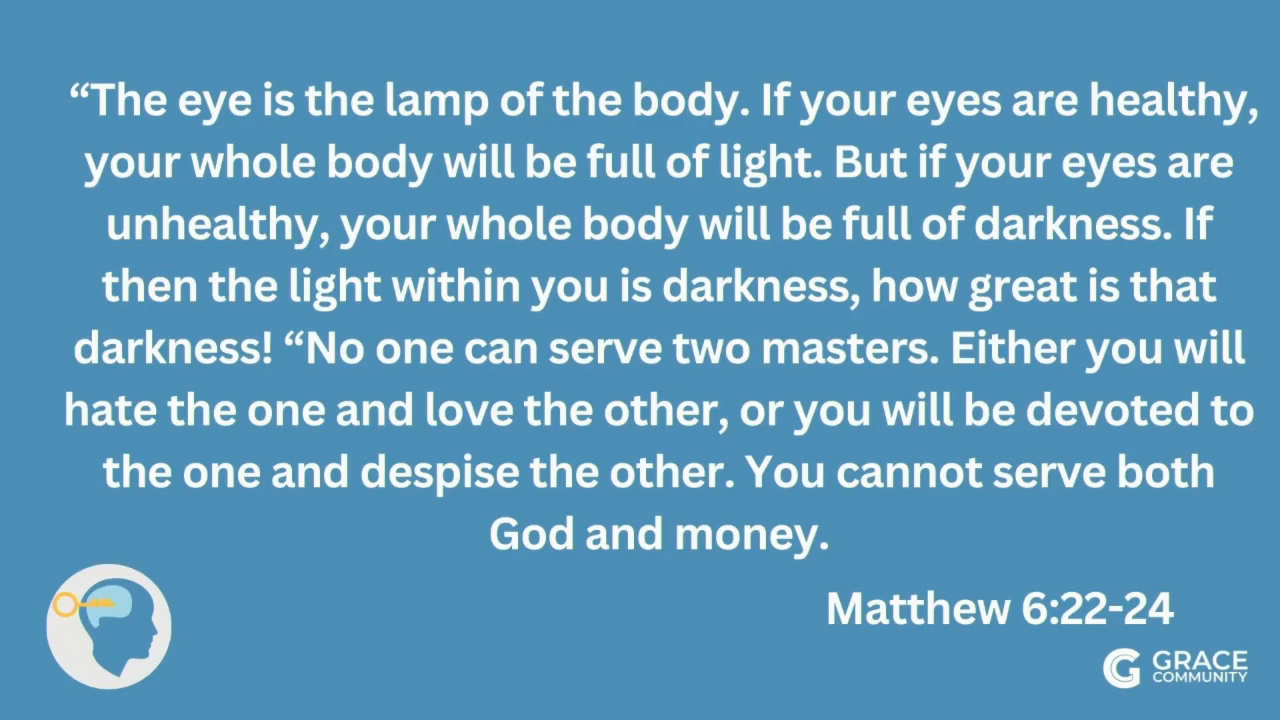 “The eye is the lamp of the body. If your eyes are healthy,
your whole body will be full of light. But if your eyes are
unhealthy, your whole body will be full of darkness. If
then the light within you is darkness, how great is that
darkness! “No one can serve two masters. Either you will
hate the one and love the other, or you will be devoted to
the one and despise the other. You cannot serve both
God and money.
Matthew 6:22-24
GRACE
COMMUNITY